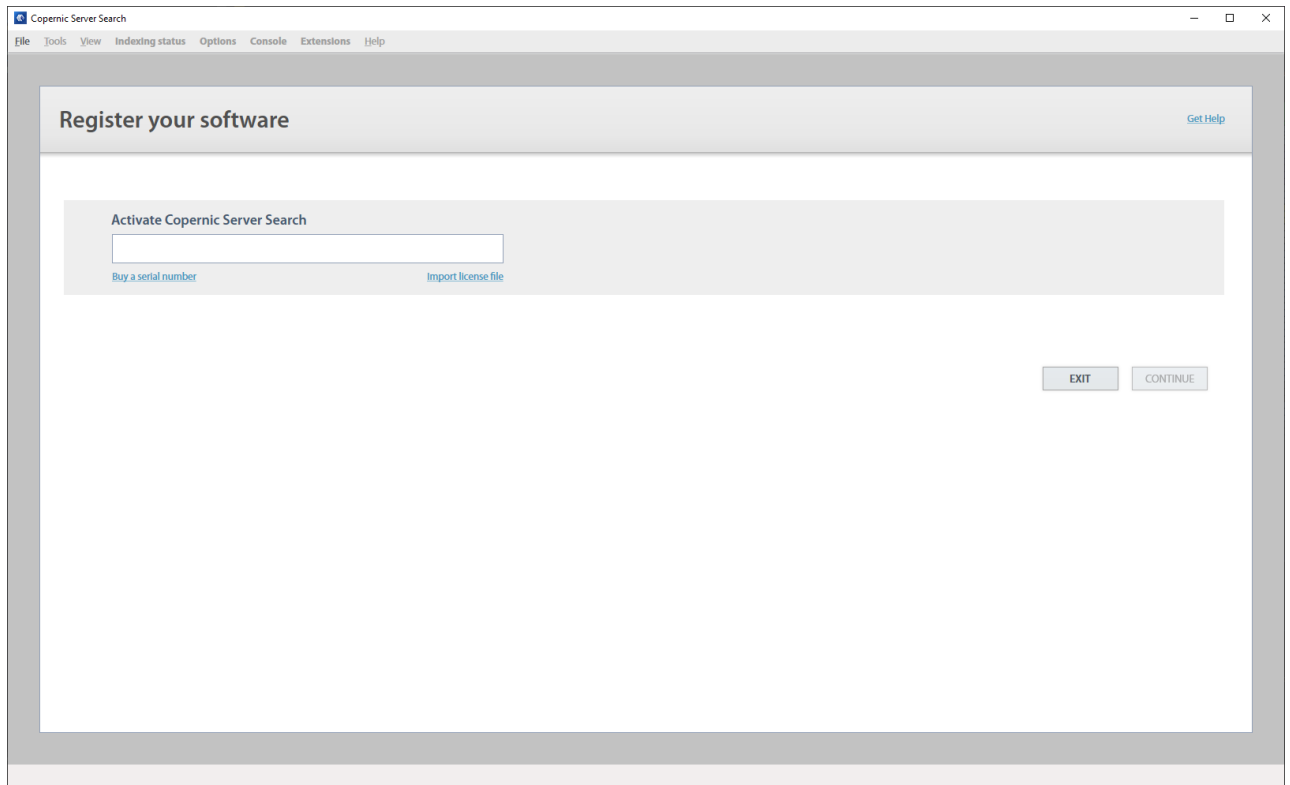 Copernic Server Search
File Tools View Indexing status Options Console Extensions Help
Register your software
Get Help
Activate Copernic Server Search
Buy a serial number Import license file
EXIT CONTINUE